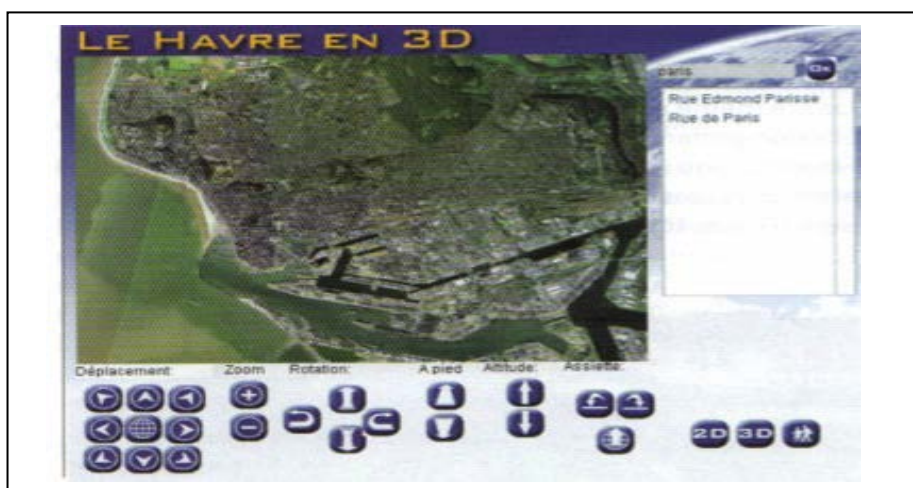 LE HAVRE EN 3D
paris
OK
Rue Edmond Parisse
Rue de Paris
Déplacement:
Zoom
Rotation:
A pied
Altitude:
Assiette:
2D
3D